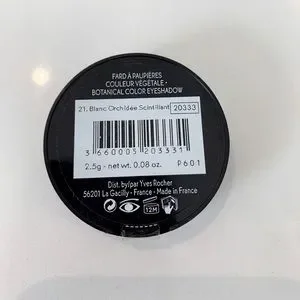 FARD À PAUPIÈRES
COULEUR VÉGÉTALE•
BOTANICAL COLOR EYESHADOW
21. Blanc Orchidée Scintillant 20333
3 660005 203331
2.5g - net wt. 0.08 oz. P601
Dist. by/par Yves Rocher
56201 La Gacilly - France - Made in France
12M